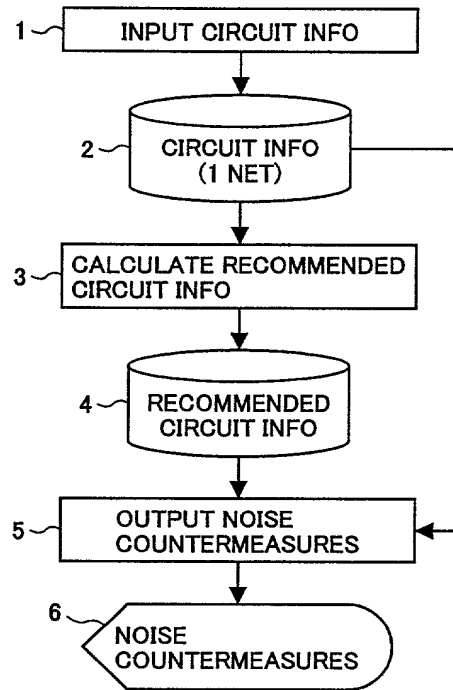 1 INPUT CIRCUIT INFO
2 CIRCUIT INFO
(1 NET)
3 CALCULATE RECOMMENDED
CIRCUIT INFO
4 RECOMMENDED
CIRCUIT INFO
5 OUTPUT NOISE
COUNTERMEASURES
6 NOISE
COUNTERMEASURES